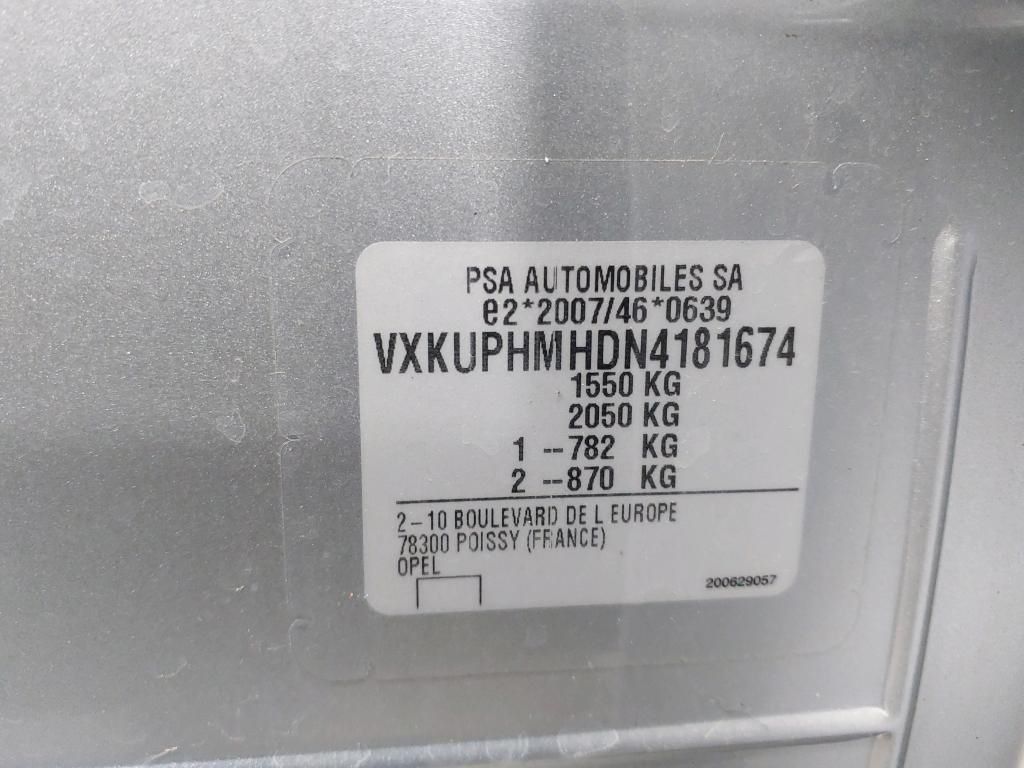 PSA AUTOMOBILES SA
e2*2007/46*0639
VXKUPHMHDN4181674
1550 KG
2050 KG
1 --782 KG
2 --870 KG
2-10 BOULEVARD DE L EUROPE
78300 POISSY (FRANCE)
OPEL
200629057